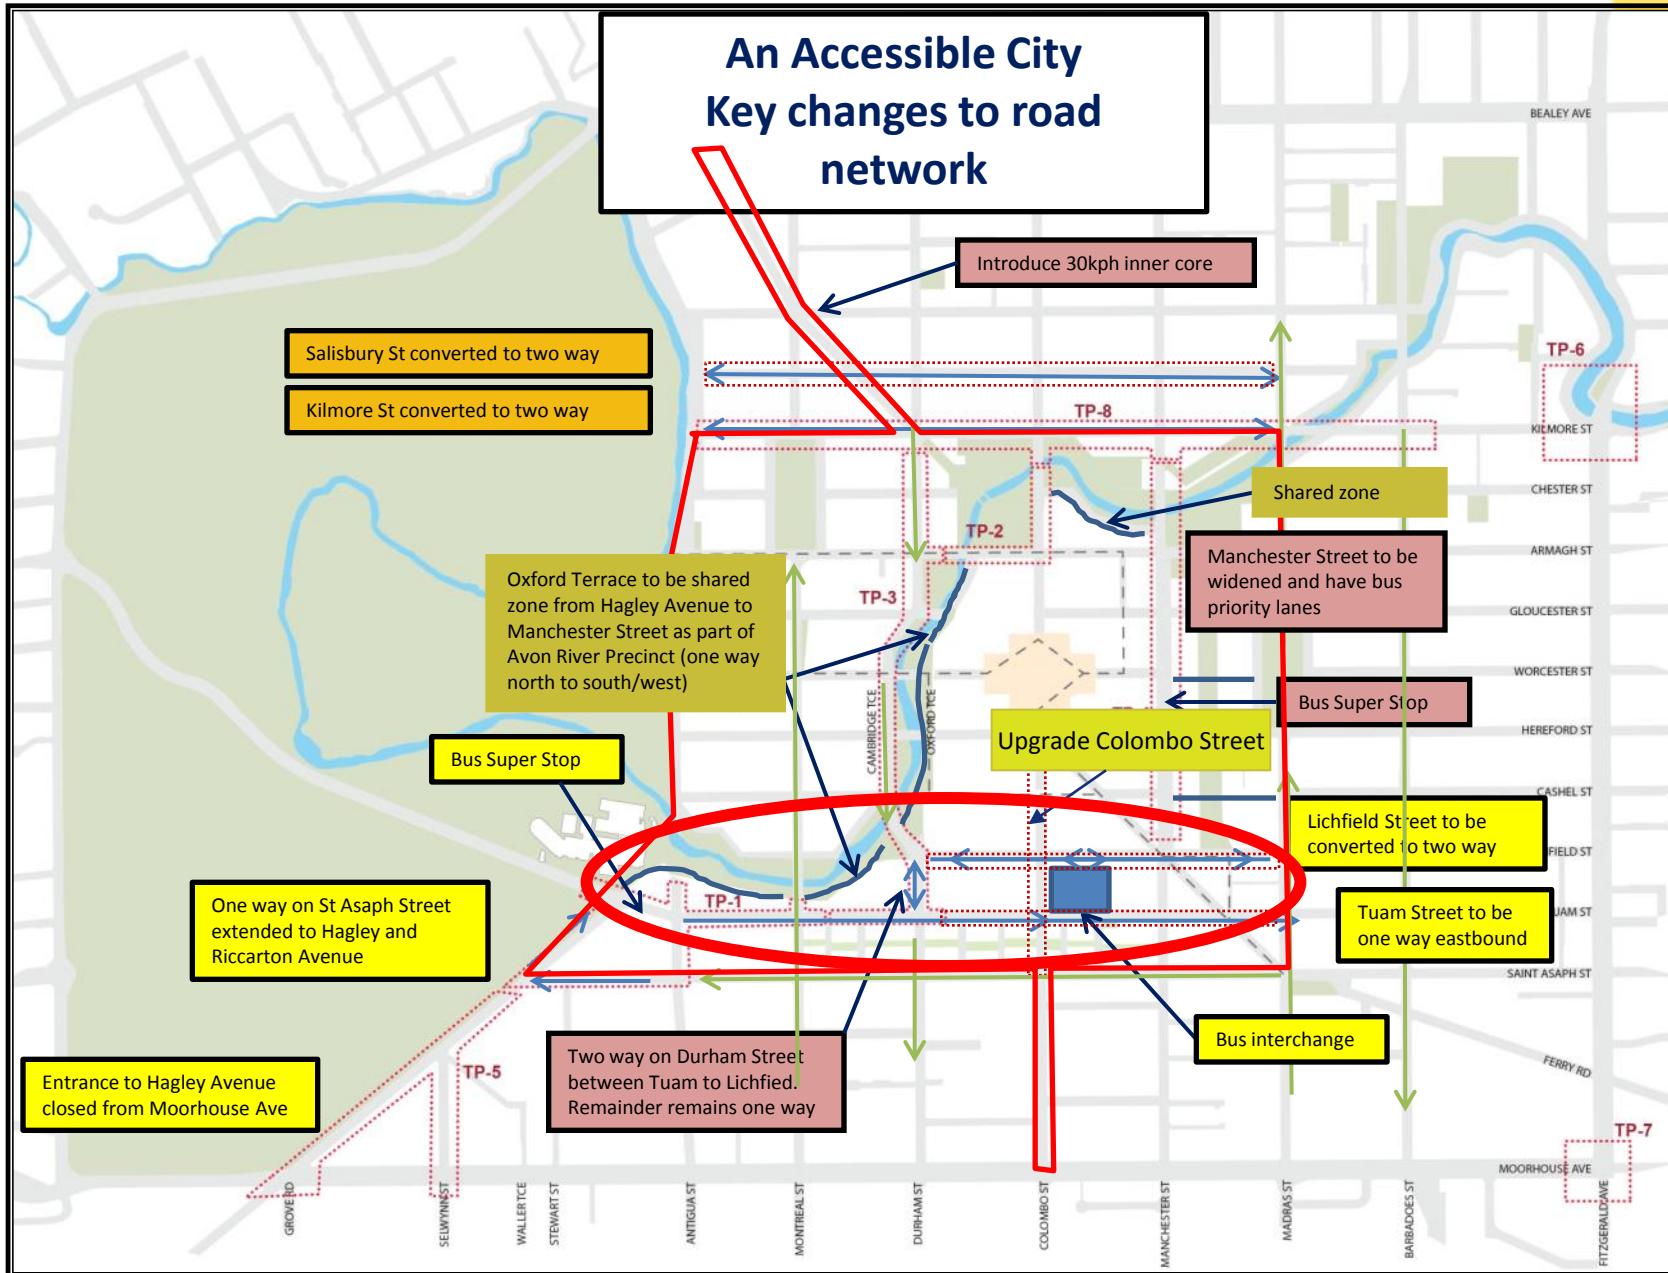 An Accessible City
Key changes to road
network
BEALEY AVE
Introduce 30kph inner core
Salisbury St converted to two way
Kilmore St converted to two way
TP-6
TP-8
KILMORE ST
Shared zone
CHESTER ST
TP-2
Manchester Street to be
widened and have bus
priority lanes
ARMAGH ST
Oxford Terrace to be shared
zone from Hagley Avenue to
Manchester Street as part of
Avon River Precinct (one way
north to south/west)
TP-3
GLOUCESTER ST
WORCESTER ST
Bus Super Stop
CAMBRIDGE TCE
OXFORD TCE
Upgrade Colombo Street
HEREFORD ST
Bus Super Stop
CASHEL ST
Lichfield Street to be
converted to two way
FIELD ST
One way on St Asaph Street
extended to Hagley and
Riccarton Avenue
TP-1
Tuam Street to be
one way eastbound
UAM ST
SAINT ASAPH ST
Bus interchange
Two way on Durham Street
between Tuam to Lichfied.
Remainder remains one way
FERRY RD
Entrance to Hagley Avenue
closed from Moorhouse Ave
TP-5
TP-7
MOORHOUSE AVE
GROVE RD
SELWYN ST
WALLER TCE
STEWART ST
ANTIGUA ST
MONTREAL ST
DURHAM ST
COLOMBO ST
MANCHESTER ST
MADRAS ST
BARBADOES ST
FITZGERALD AVE